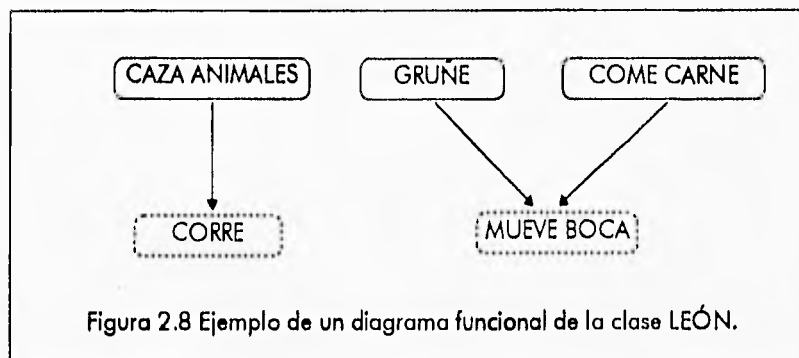 CAZA ANIMALES
GRUÑE
COME CARNE
CORRE
MUEVE BOCA
Figura 2.8 Ejemplo de un diagrama funcional de la clase LEÓN.